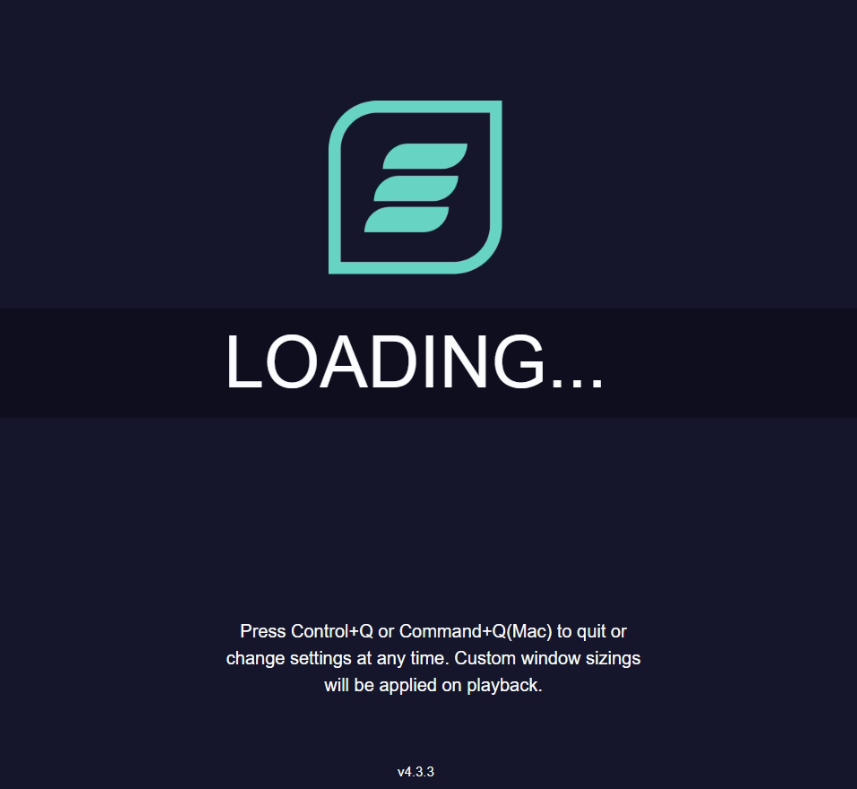 LOADING...
Press Control+Q or Command+Q(Mac) to quit or
change settings at any time. Custom window sizings
will be applied on playback.
v4.3.3